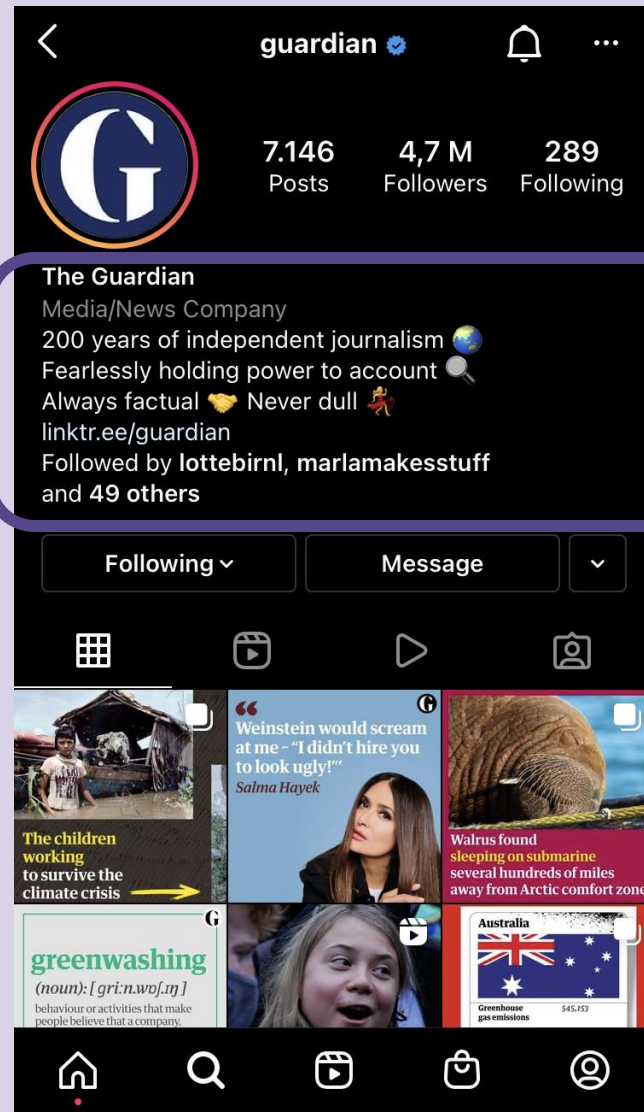 guardian
7.146 4,7 M 289
Posts Followers Following
The Guardian
Media/News Company
200 years of independent journalism 🌏
Fearlessly holding power to account 🔍
Always factual 🤝 Never dull 💃
linktr.ee/guardian
Followed by lottebirnl, marlamakesstuff
and 49 others
Following Message
The children
working
to survive the
climate crisis
G
“
Weinstein would scream
at me – “I didn’t hire you
to look ugly!”’
Salma Hayek
Walrus found
sleeping on submarine
several hundreds of miles
away from Arctic comfort zone
G
greenwashing
(noun): [ ɡriːn.wɒʃ.ɪŋ ]
behaviour or activities that make
people believe that a company,
Australia
Greenhouse
gas emissions
545,153